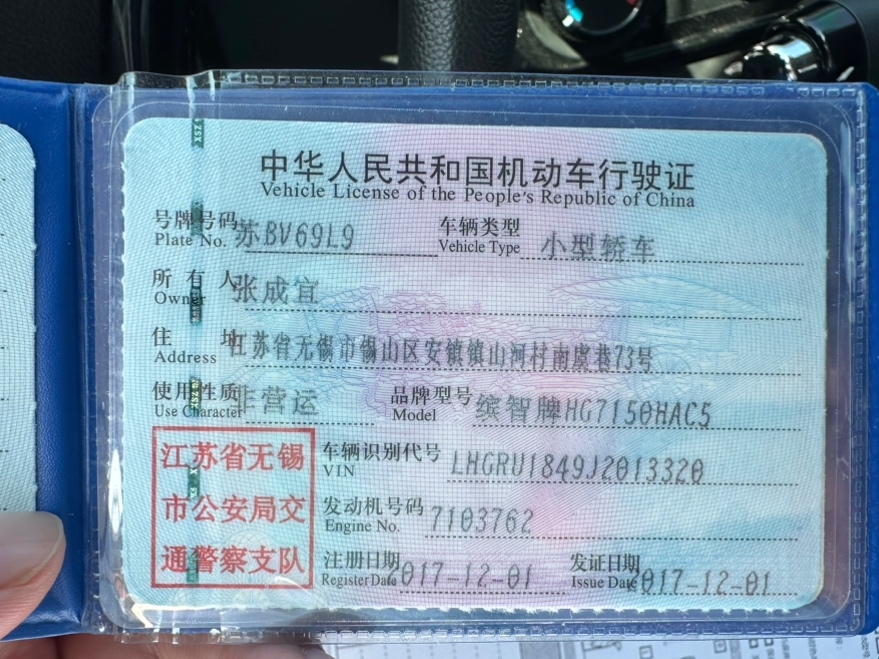 中华人民共和国机动车行驶证
Vehicle License of the People's Republic of China
号牌号码 苏BV69L9 车辆类型 小型轿车
Plate No. Vehicle Type
所有人 张成宜
Owner
住址 江苏省无锡市锡山区安镇镇山河村南虞巷73号
Address
使用性质 非营运 品牌型号 缤智牌HG7150HAC5
Use Character Model
江苏省无锡
市公安局交
通警察支队
车辆识别代号 LHGRU1849J2013320
VIN
发动机号码 7103762
Engine No.
注册日期 017-12-01 发证日期 2017-12-01
Register Date Issue Date